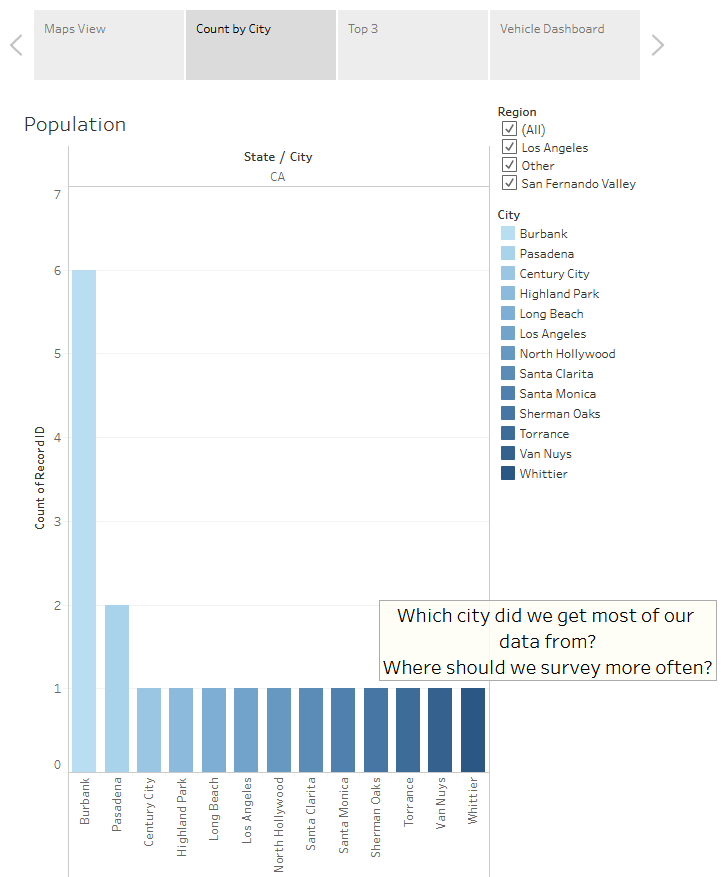 Maps View
Count by City
Top 3
Vehicle Dashboard
Population
State / City
CA
7
6
5
4
3
2
1
0
Count of Record ID
Burbank
Pasadena
Century City
Highland Park
Long Beach
Los Angeles
North Hollywood
Santa Clarita
Santa Monica
Sherman Oaks
Torrance
Van Nuys
Whittier
Region
(All)
Los Angeles
Other
San Fernando Valley
City
Burbank
Pasadena
Century City
Highland Park
Long Beach
Los Angeles
North Hollywood
Santa Clarita
Santa Monica
Sherman Oaks
Torrance
Van Nuys
Whittier
Which city did we get most of our
data from?
Where should we survey more often?